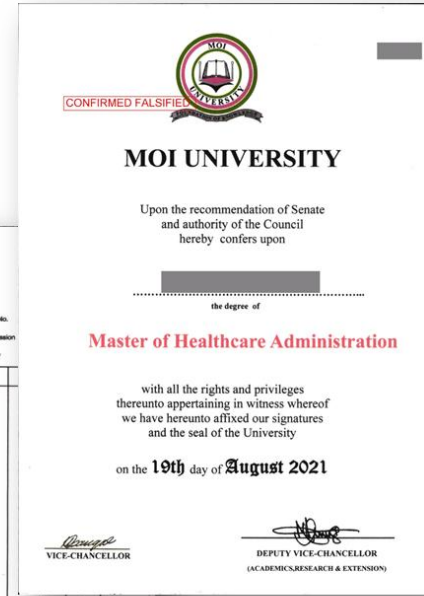 MOI
UNIVERSITY
CONFIRMED FALSIFIED
MOI UNIVERSITY
Upon the recommendation of Senate
and authority of the Council
hereby confers upon
the degree of
Master of Healthcare Administration
with all the rights and privileges
thereunto appertaining in witness whereof
we have hereunto affixed our signatures
and the seal of the University
on the 19th day of August 2021
VICE-CHANCELLOR
DEPUTY VICE-CHANCELLOR
(ACADEMICS,RESEARCH & EXTENSION)
No.